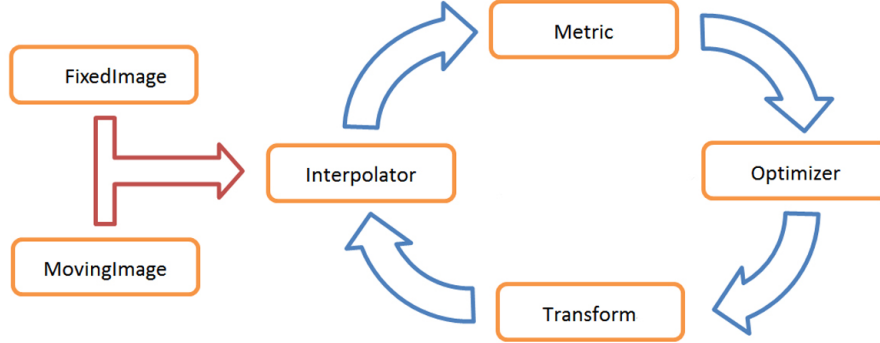 FixedImage
MovingImage
Interpolator
Metric
Optimizer
Transform